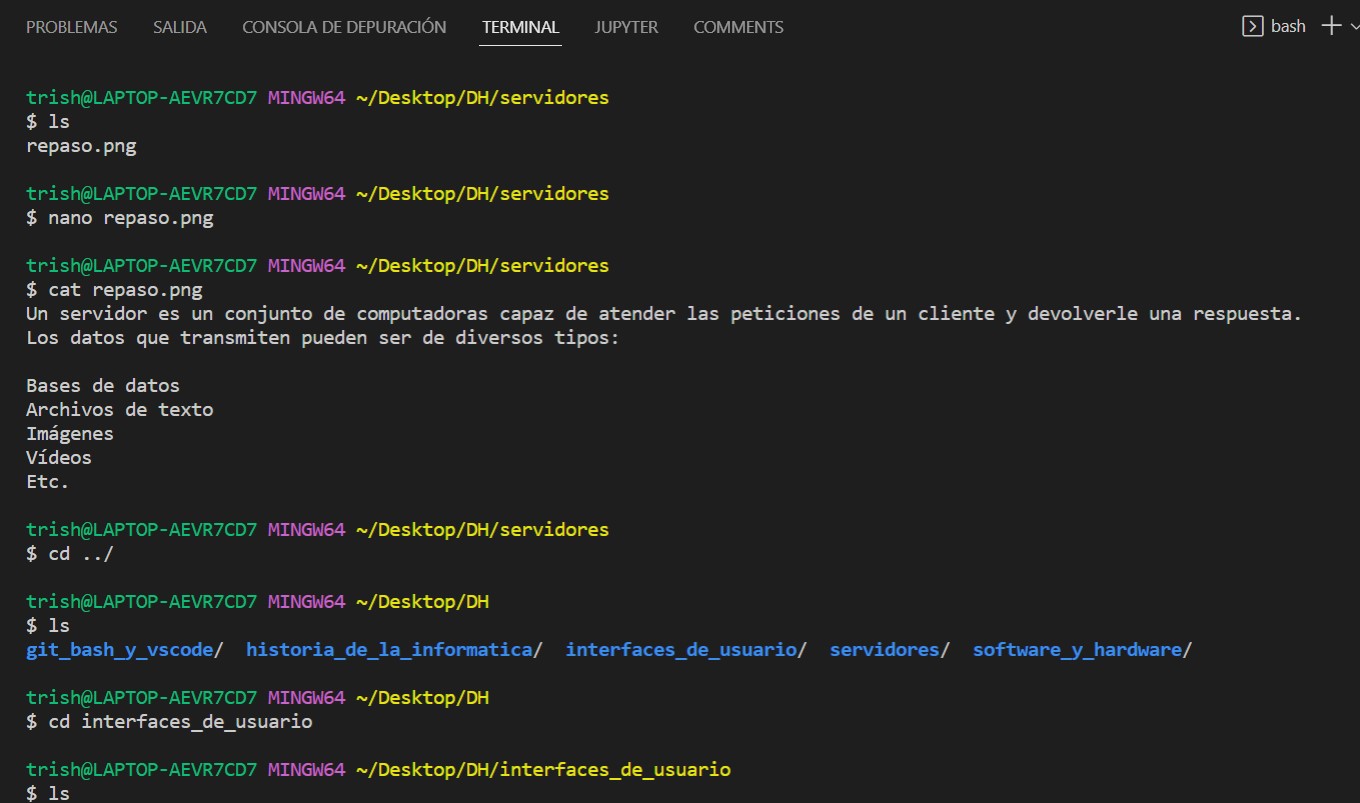 PROBLEMAS SALIDA CONSOLA DE DEPURACIÓN TERMINAL JUPYTER COMMENTS bash
trish@LAPTOP-AEVR7CD7 MINGW64 ~/Desktop/DH/servidores
$ ls
repaso.png
trish@LAPTOP-AEVR7CD7 MINGW64 ~/Desktop/DH/servidores
$ nano repaso.png
trish@LAPTOP-AEVR7CD7 MINGW64 ~/Desktop/DH/servidores
$ cat repaso.png
Un servidor es un conjunto de computadoras capaz de atender las peticiones de un cliente y devolverle una respuesta.
Los datos que transmiten pueden ser de diversos tipos:
Bases de datos
Archivos de texto
Imágenes
Vídeos
Etc.
trish@LAPTOP-AEVR7CD7 MINGW64 ~/Desktop/DH/servidores
$ cd ../
trish@LAPTOP-AEVR7CD7 MINGW64 ~/Desktop/DH
$ ls
git_bash_y_vscode/ historia_de_la_informatica/ interfaces_de_usuario/ servidores/ software_y_hardware/
trish@LAPTOP-AEVR7CD7 MINGW64 ~/Desktop/DH
$ cd interfaces_de_usuario
trish@LAPTOP-AEVR7CD7 MINGW64 ~/Desktop/DH/interfaces_de_usuario
$ ls